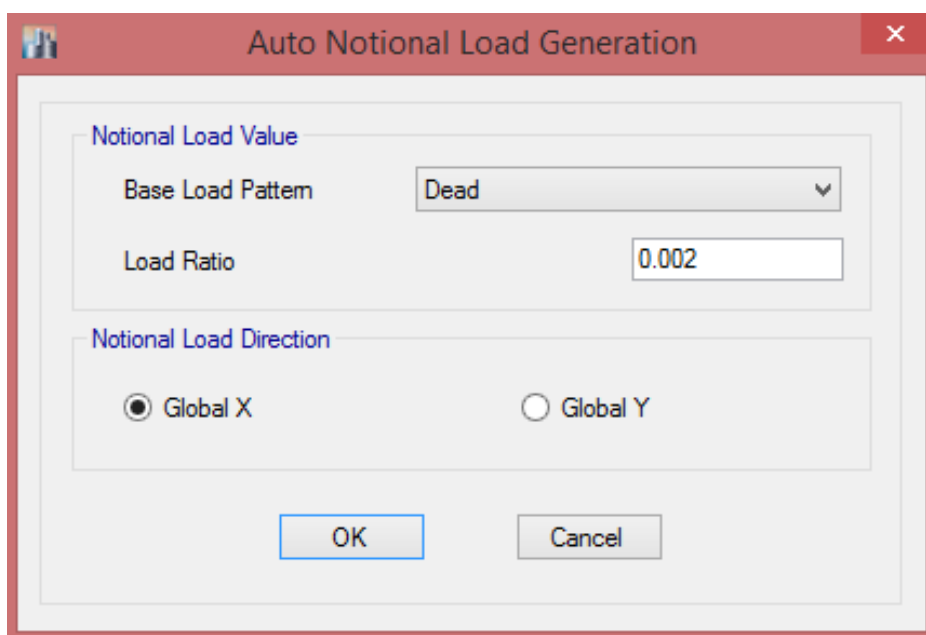 Auto Notional Load Generation
Notional Load Value
Base Load Pattern Dead
Load Ratio 0.002
Notional Load Direction
Global X Global Y
OK Cancel